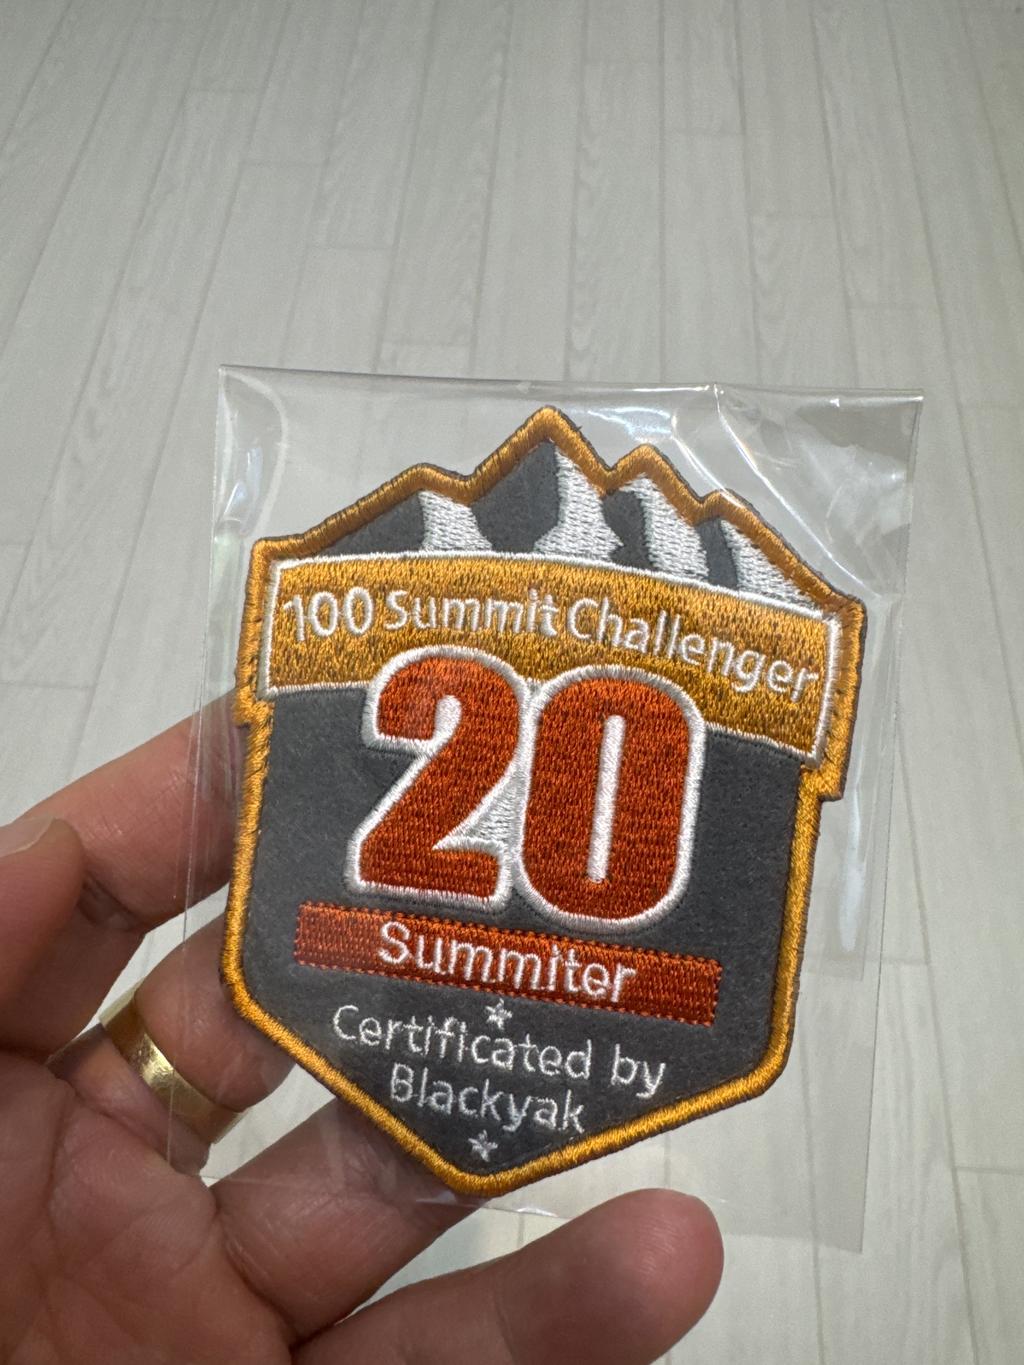 100 Summit Challenger
20
Summiter
Certificated by
Blackyak